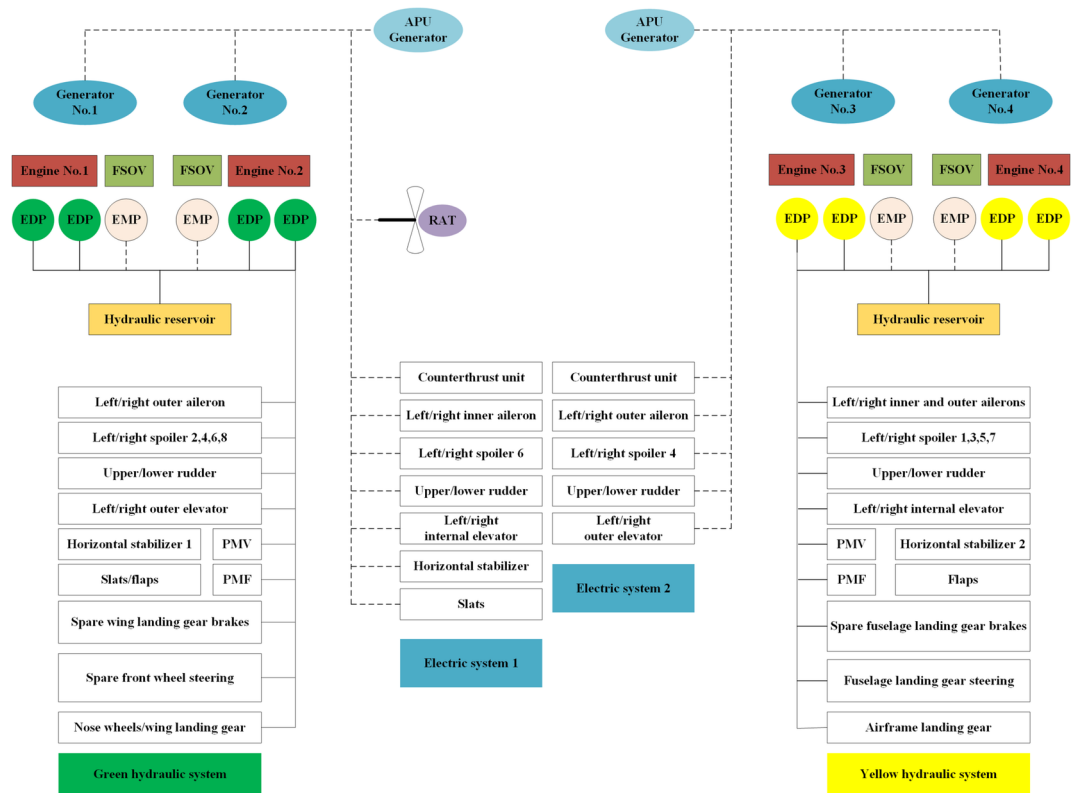 APU
Generator
APU
Generator
Generator
No.1
Generator
No.2
Generator
No.3
Generator
No.4
Engine No.1
FSOV
FSOV
Engine No.2
Engine No.3
FSOV
FSOV
Engine No.4
EDP
EDP
EMP
EMP
EDP
EDP
RAT
EDP
EDP
EMP
EMP
EDP
EDP
Hydraulic reservoir
Hydraulic reservoir
Left/right outer aileron
Left/right spoiler 2,4,6,8
Upper/lower rudder
Left/right outer elevator
Horizontal stabilizer 1
PMV
Slats/flaps
PMF
Spare wing landing gear brakes
Spare front wheel steering
Nose wheels/wing landing gear
Green hydraulic system
Counterthrust unit
Left/right inner aileron
Left/right spoiler 6
Upper/lower rudder
Left/right
internal elevator
Horizontal stabilizer
Slats
Electric system 1
Counterthrust unit
Left/right outer aileron
Left/right spoiler 4
Upper/lower rudder
Left/right
outer elevator
Electric system 2
Left/right inner and outer ailerons
Left/right spoiler 1,3,5,7
Upper/lower rudder
Left/right internal elevator
PMV
Horizontal stabilizer 2
PMF
Flaps
Spare fuselage landing gear brakes
Fuselage landing gear steering
Airframe landing gear
Yellow hydraulic system